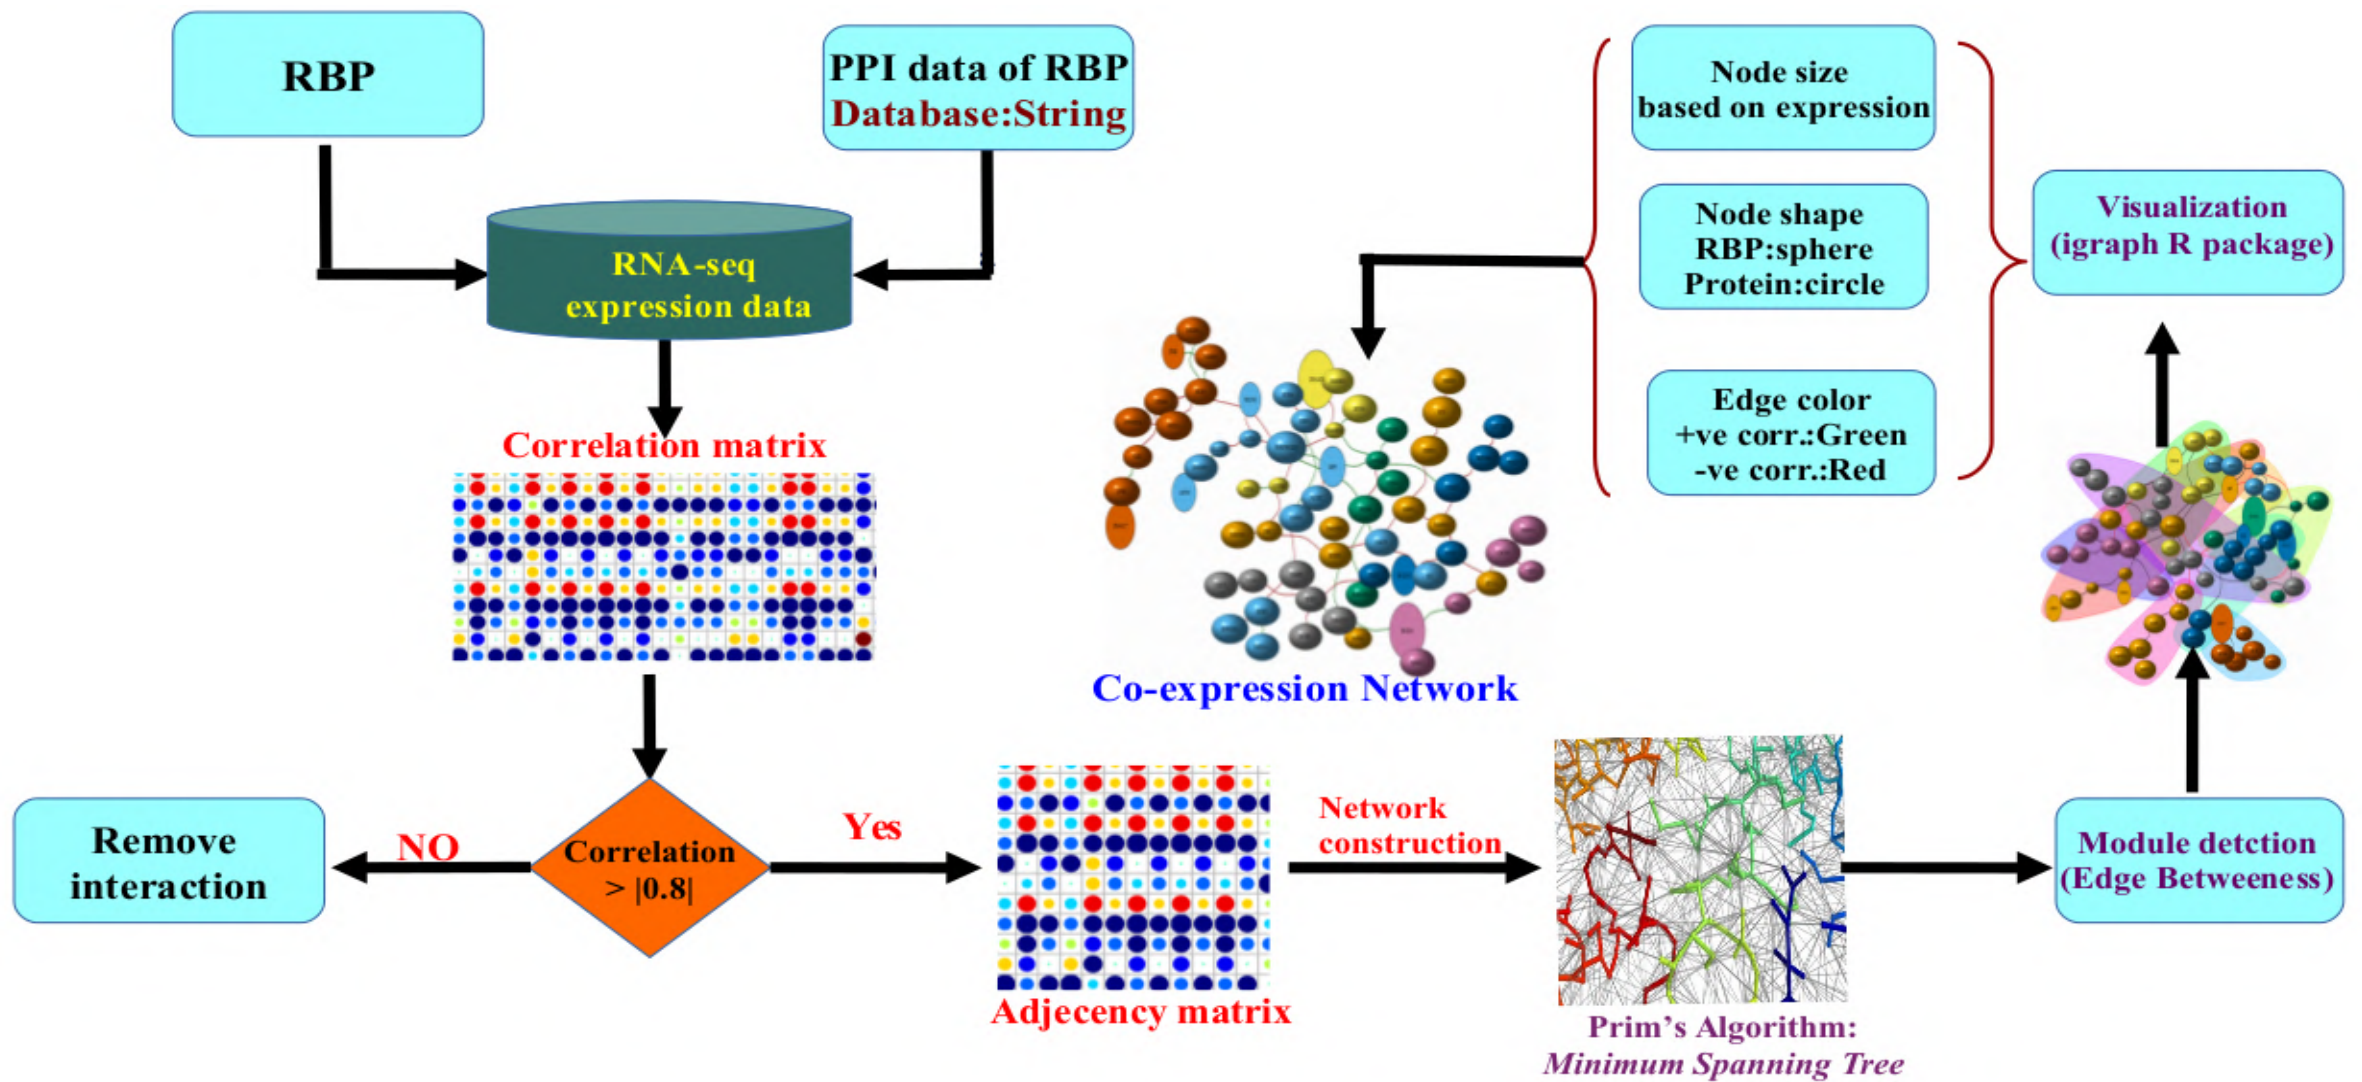 RBP
PPI data of RBP
Database:String
RNA-seq
expression data
Correlation matrix
Correlation
> |0.8|
NO
Remove
interaction
Yes
Adjecency matrix
Network
construction
Prim's Algorithm:
Minimum Spanning Tree
Module detction
(Edge Betweeness)
Visualization
(igraph R package)
Node size
based on expression
Node shape
RBP:sphere
Protein:circle
Edge color
+ve corr.:Green
-ve corr.:Red
Co-expression Network